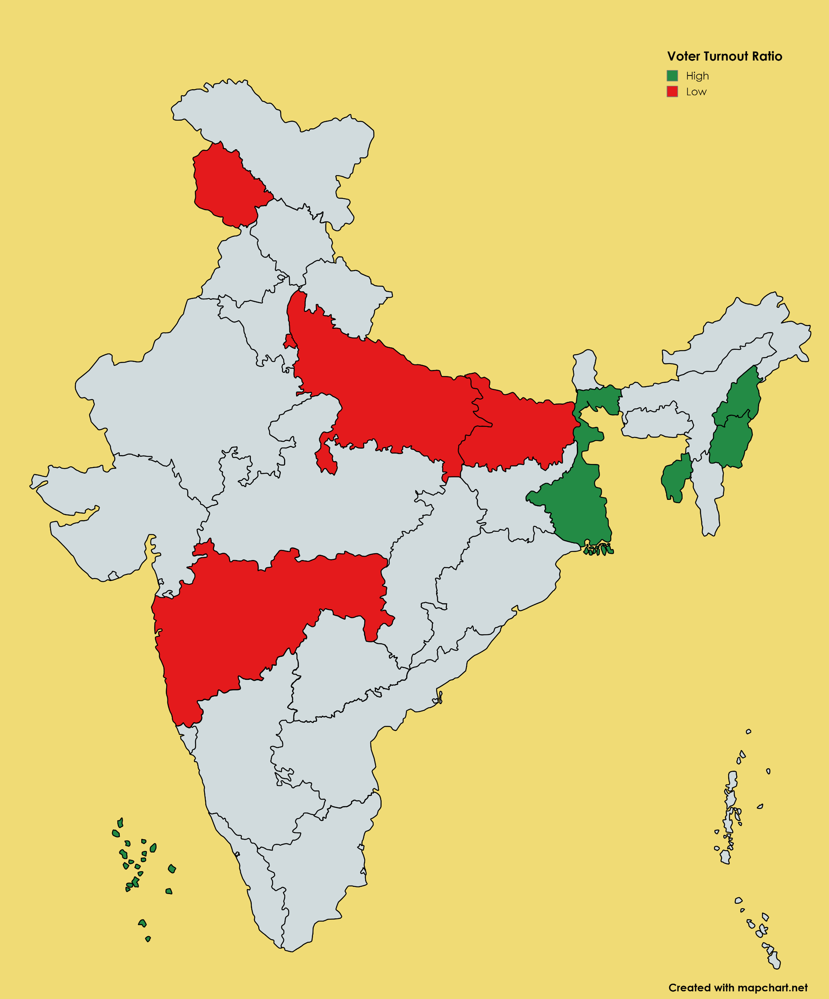 Voter Turnout Ratio
High
Low
Created with mapchart.net